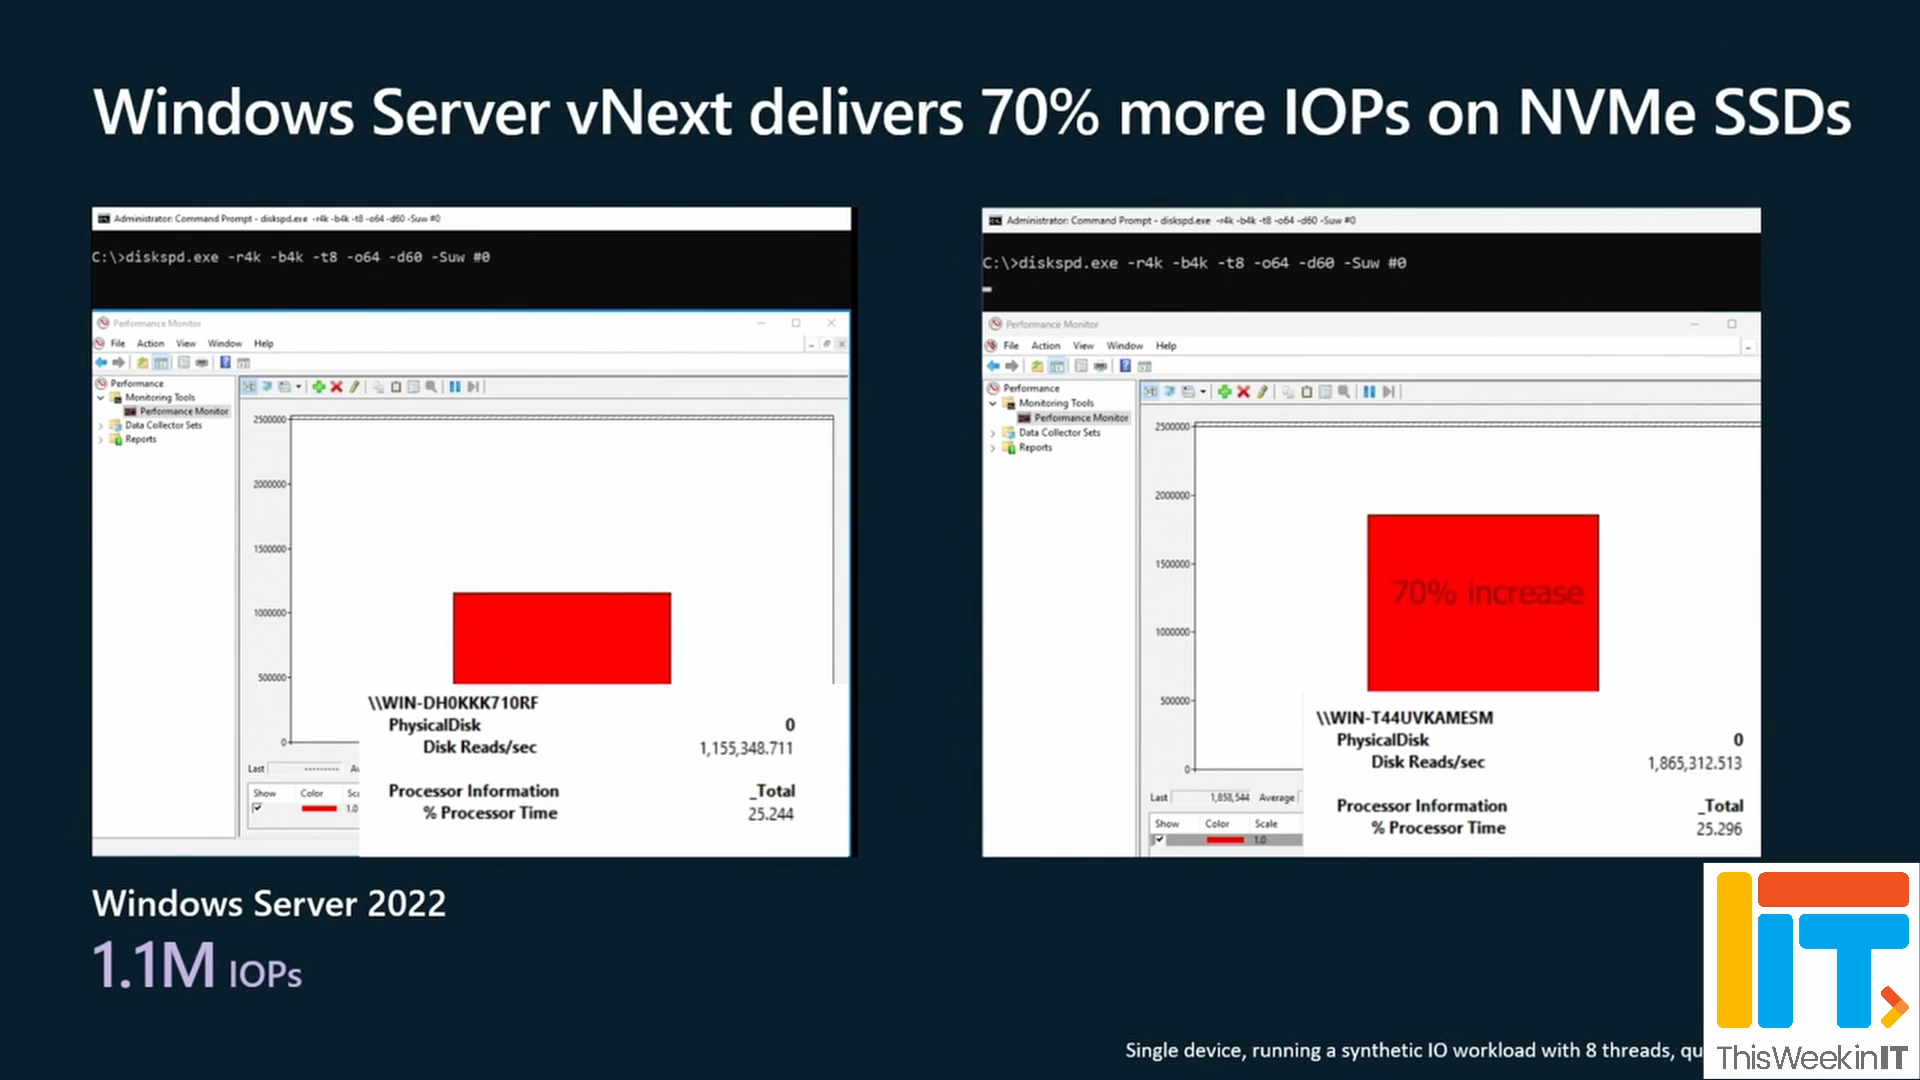 Windows Server vNext delivers 70% more IOPs on NVMe SSDs
Administrator: Command Prompt - diskspd.exe -r4k -b4k -t8 -o64 -d60 -Suw #0
C:\>diskspd.exe -r4k -b4k -t8 -o64 -d60 -Suw #0
Performance Monitor
File Action View Window Help
Performance
Monitoring Tools
Performance Monitor
Data Collector Sets
Reports
2500000
2000000
1500000
1000000
500000
0
Last ---------
Show Color
1.0
\\WIN-DH0KKK710RF
PhysicalDisk 0
Disk Reads/sec 1,155,348.711
Processor Information _Total
% Processor Time 25.244
Windows Server 2022
1.1M IOPs
Administrator: Command Prompt - diskspd.exe -r4k -b4k -t8 -o64 -d60 -Suw #0
C:\>diskspd.exe -r4k -b4k -t8 -o64 -d60 -Suw #0
Performance Monitor
File Action View Window Help
Performance
Monitoring Tools
Performance Monitor
Data Collector Sets
Reports
2500000
2000000
1500000
1000000
500000
0
70% increase
Last 1,858,544 Average
Show Color Scale
1.0
\\WIN-T44UVKAMESM
PhysicalDisk 0
Disk Reads/sec 1,865,312.513
Processor Information _Total
% Processor Time 25.296
Single device, running a synthetic IO workload with 8 threads, qu
IT
ThisWeekinIT